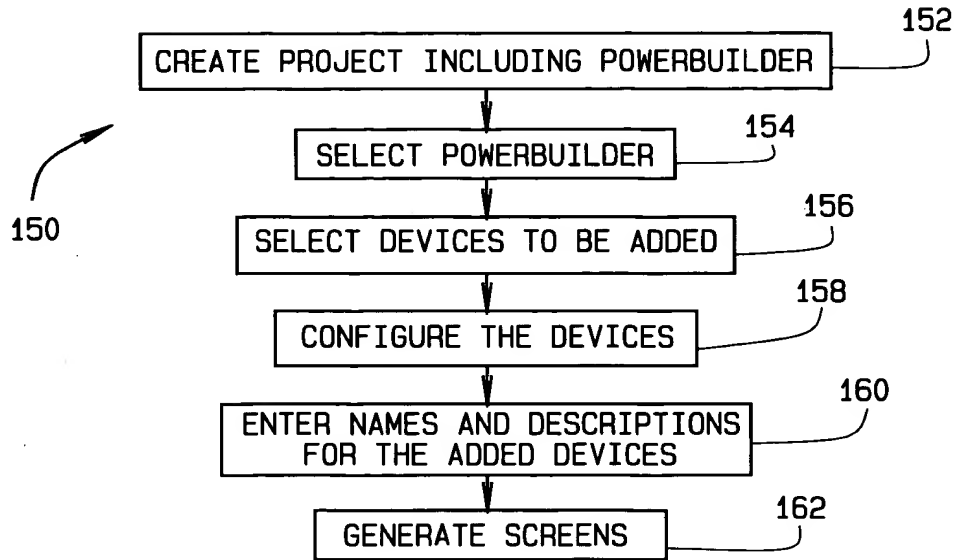 CREATE PROJECT INCLUDING POWERBUILDER
152
SELECT POWERBUILDER
154
150
SELECT DEVICES TO BE ADDED
156
CONFIGURE THE DEVICES
158
ENTER NAMES AND DESCRIPTIONS
FOR THE ADDED DEVICES
160
GENERATE SCREENS
162